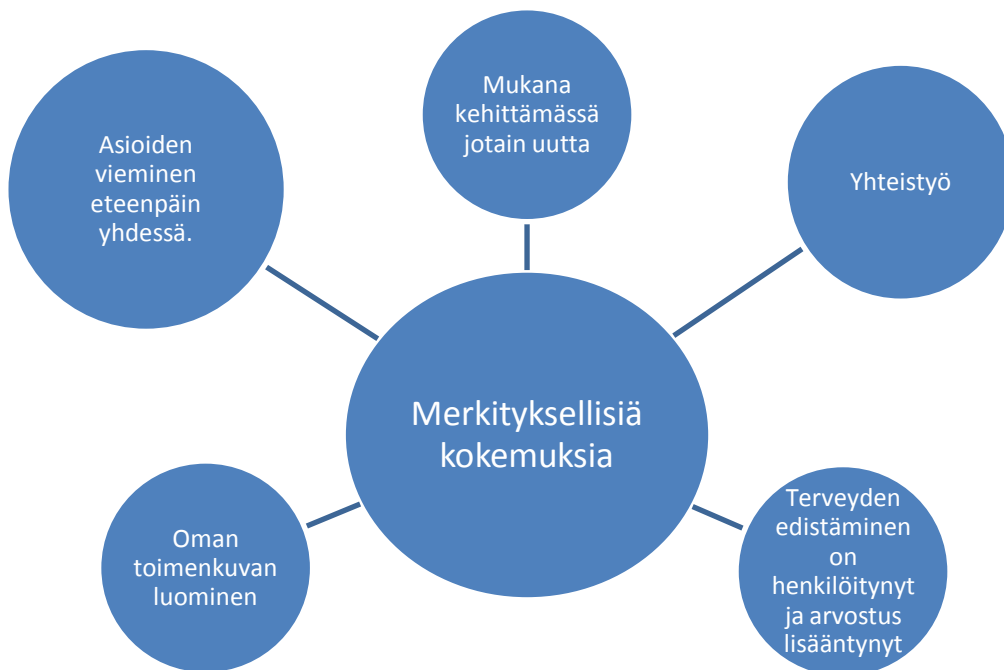 Mukana
kehittämässä
jotain uutta
Asioiden
vieminen
eteenpäin
yhdessä.
Yhteistyö
Merkityksellisiä
kokemuksia
Oman
toimenkuvan
luominen
Terveyden
edistäminen
on
henkilöitynyt
ja arvostus
lisääntynyt